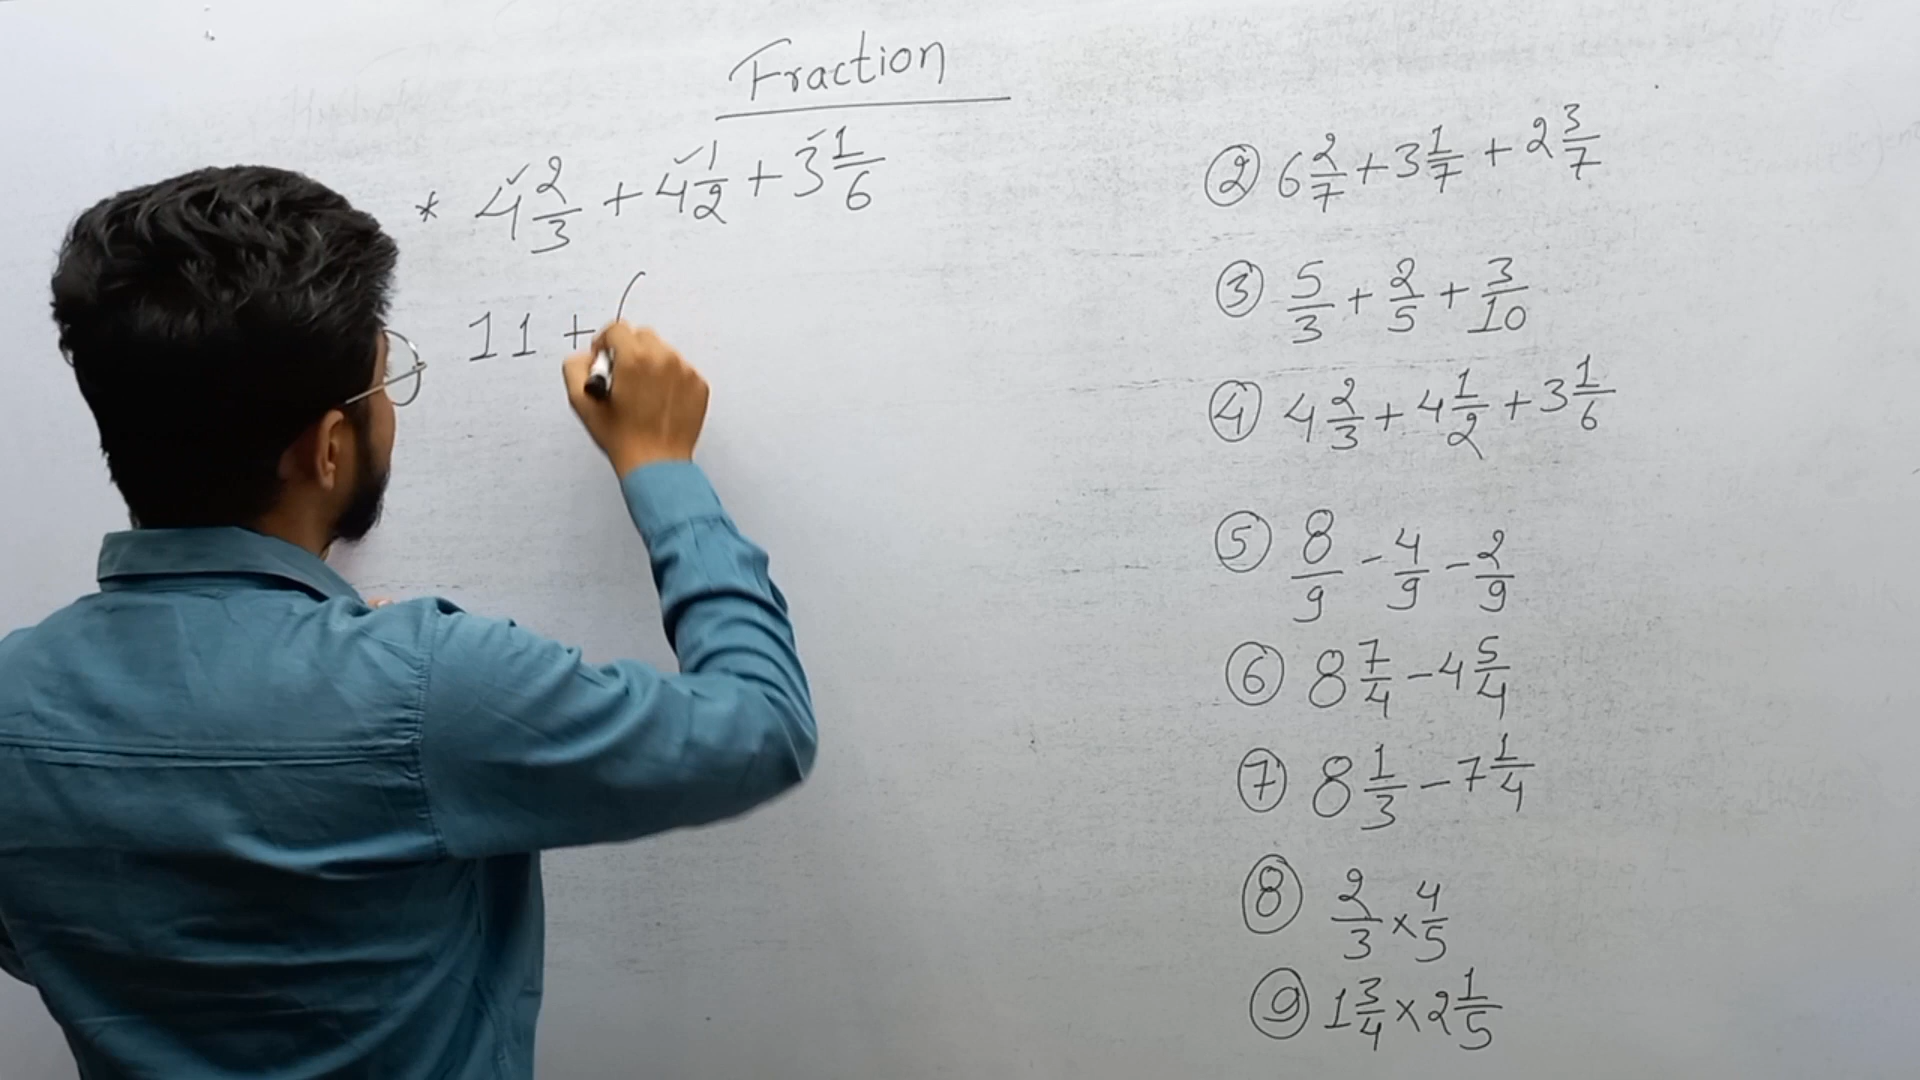 Fraction
* 4 2/3 + 4 1/2 + 3 1/6
11 + (
② 6 2/7 + 3 1/7 + 2 3/7
③ 5/3 + 2/5 + 3/10
④ 4 2/3 + 4 1/2 + 3 1/6
⑤ 8/9 - 4/9 - 2/9
⑥ 8 7/4 - 4 5/4
⑦ 8 1/3 - 7 1/4
⑧ 2/3 × 4/5
⑨ 1 3/4 × 2 1/5